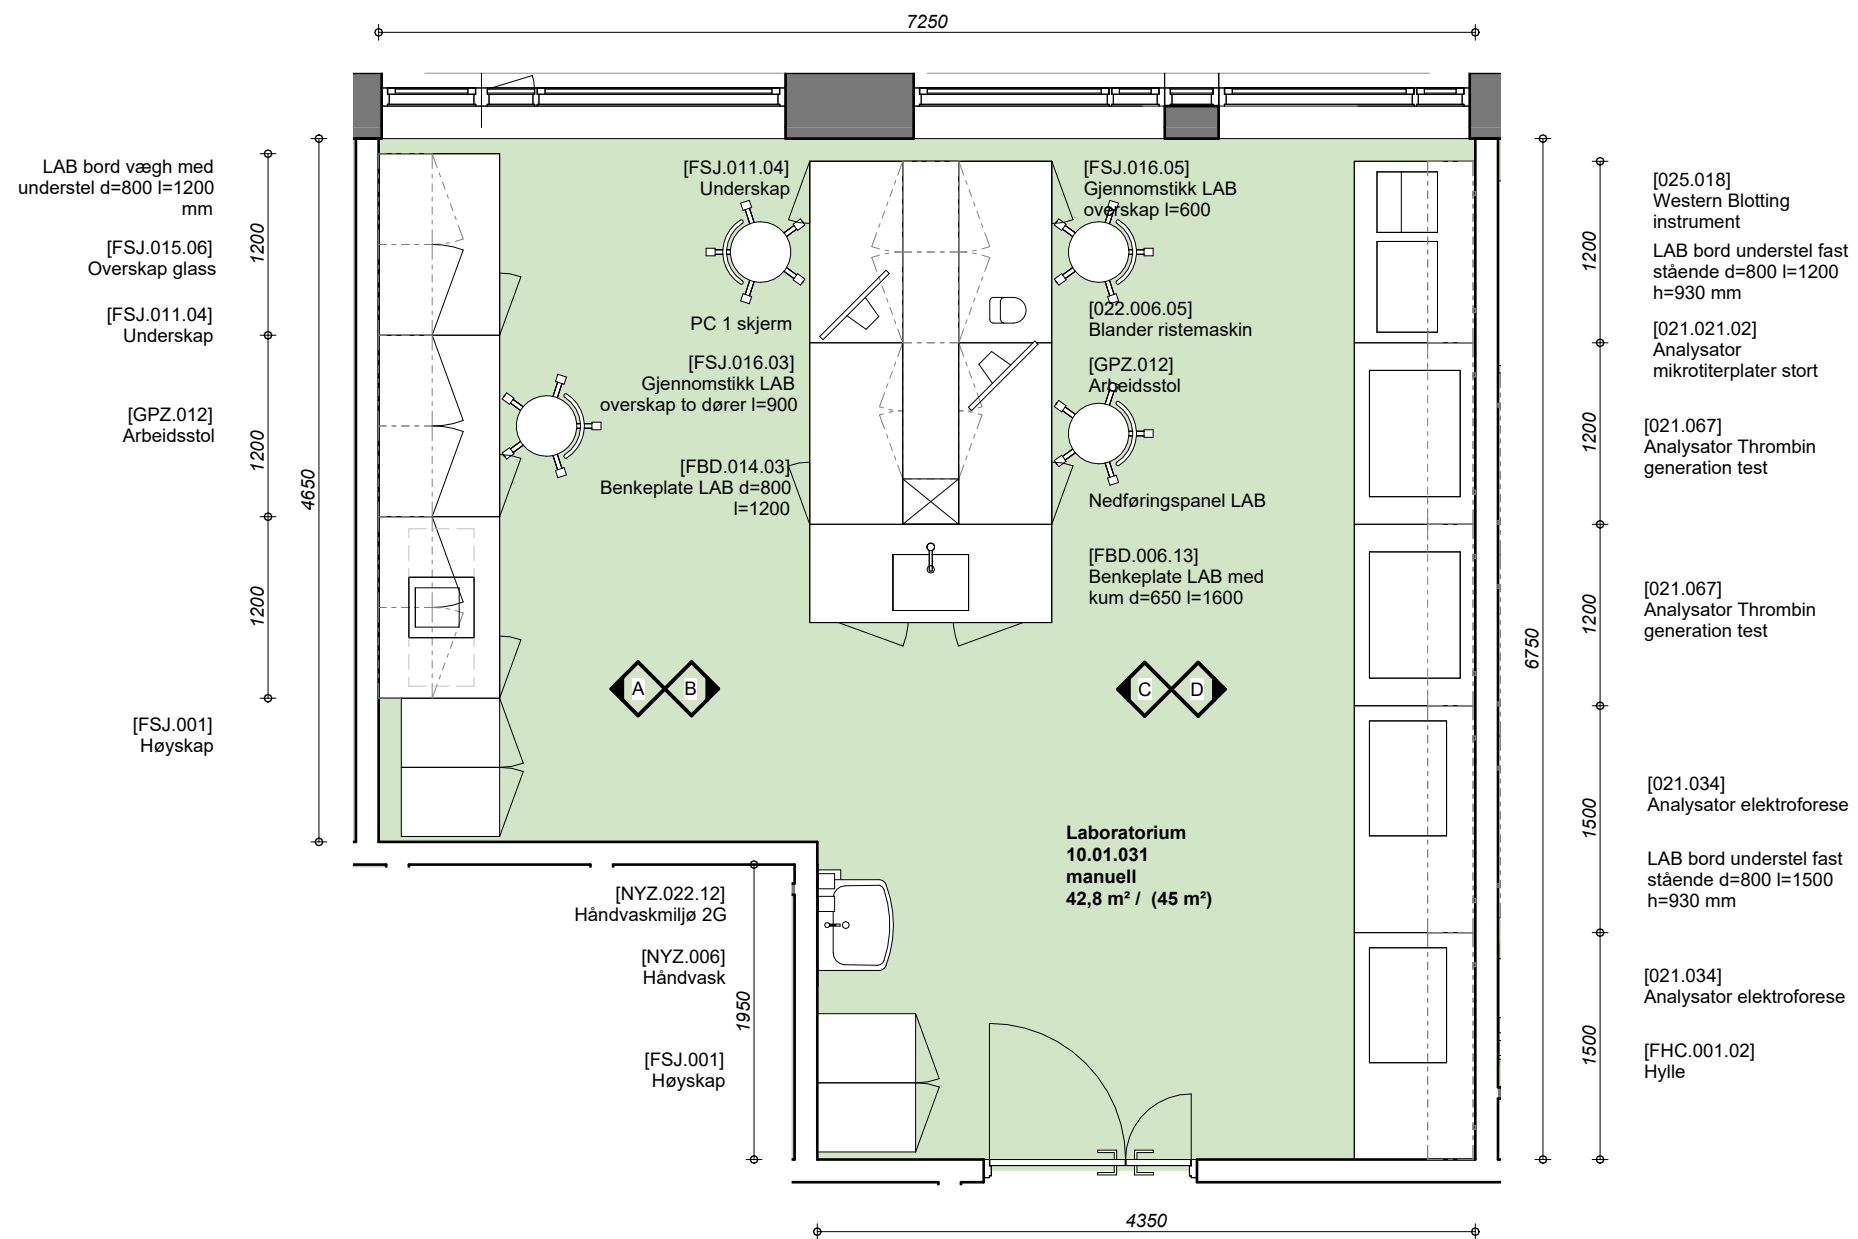 7250
LAB bord vægh med
understel d=800 l=1200
mm
[FSJ.015.06]
Overskap glass
[FSJ.011.04]
Underskap
[GPZ.012]
Arbeidsstol
[FSJ.001]
Høyskap
1200
1200
1200
4650
[FSJ.011.04]
Underskap
PC 1 skjerm
[FSJ.016.03]
Gjennomstikk LAB
overskap to dører l=900
[FBD.014.03]
Benkeplate LAB d=800
l=1200
[FSJ.016.05]
Gjennomstikk LAB
overskap l=600
[022.006.05]
Blander ristemaskin
[GPZ.012]
Arbeidsstol
Nedføringspanel LAB
[FBD.006.13]
Benkeplate LAB med
kum d=650 l=1600
A
B
C
D
Laboratorium
10.01.031
manuell
42,8 m² / (45 m²)
[NYZ.022.12]
Håndvaskmiljø 2G
[NYZ.006]
Håndvask
[FSJ.001]
Høyskap
1950
6750
1200
1200
1200
1500
1500
[025.018]
Western Blotting
instrument
LAB bord understel fast
stående d=800 l=1200
h=930 mm
[021.021.02]
Analysator
mikrotiterplater stort
[021.067]
Analysator Thrombin
generation test
[021.067]
Analysator Thrombin
generation test
[021.034]
Analysator elektroforese
LAB bord understel fast
stående d=800 l=1500
h=930 mm
[021.034]
Analysator elektroforese
[FHC.001.02]
Hylle
4350